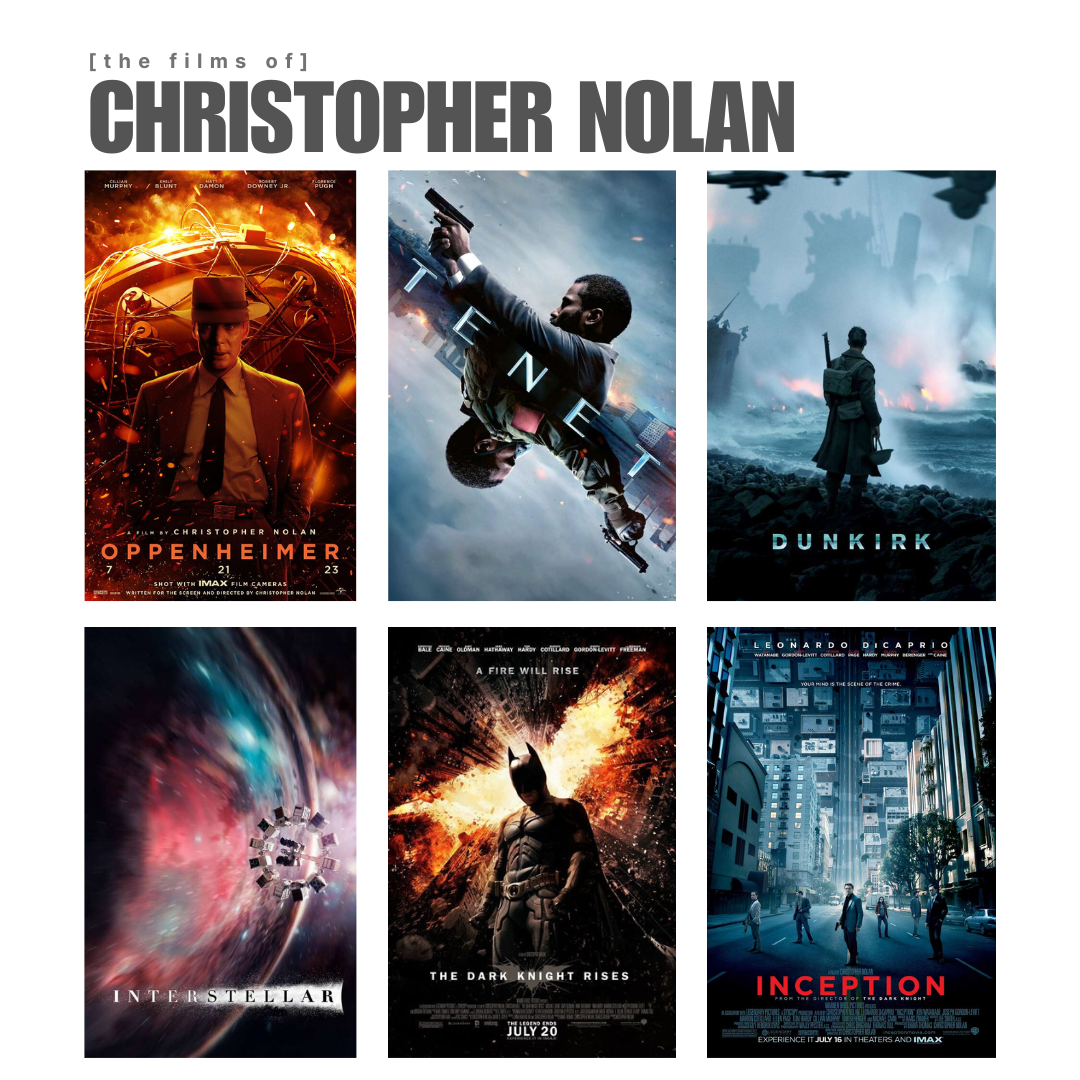 [the films of]
CHRISTOPHER NOLAN
CILLIAN MURPHY / EMILY BLUNT MATT DAMON ROBERT DOWNEY JR. FLORENCE PUGH
A FILM BY CHRISTOPHER NOLAN
OPPENHEIMER
7 21 23
SHOT WITH IMAX FILM CAMERAS
WRITTEN FOR THE SCREEN AND DIRECTED BY CHRISTOPHER NOLAN
TENET
DUNKIRK
INTERSTELLAR
BALE CAINE OLDMAN HATHAWAY HARDY COTILLARD GORDON-LEVITT FREEMAN
A FIRE WILL RISE
THE DARK KNIGHT RISES
THE LEGEND ENDS
JULY 20
EXPERIENCE IT IN IMAX
LEONARDO DiCAPRIO
WATANABE GORDON-LEVITT COTILLARD PAGE HARDY MURPHY BERENGER AND CAINE
YOUR MIND IS THE SCENE OF THE CRIME.
INCEPTION
FROM THE DIRECTOR OF THE DARK KNIGHT
EXPERIENCE IT JULY 16 IN THEATERS AND IMAX